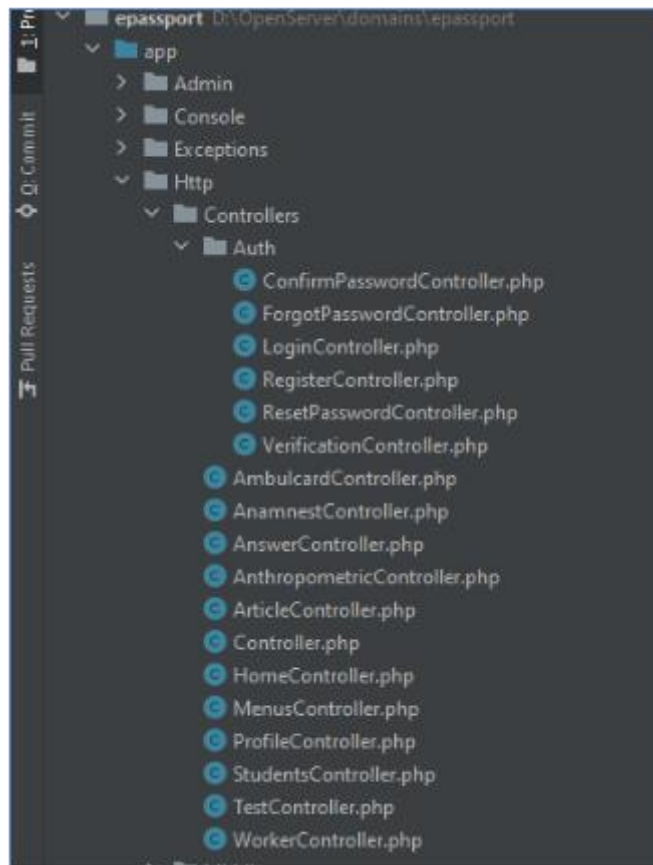 epassport D:\OpenServer\domains\epassport
app
Admin
Console
Exceptions
Http
Controllers
Auth
ConfirmPasswordController.php
ForgotPasswordController.php
LoginController.php
RegisterController.php
ResetPasswordController.php
VerificationController.php
AmbulcardController.php
AnamnestController.php
AnswerController.php
AnthropometricController.php
ArticleController.php
Controller.php
HomeController.php
MenusController.php
ProfileController.php
StudentsController.php
TestController.php
WorkerController.php
0: Commit
Pull Requests